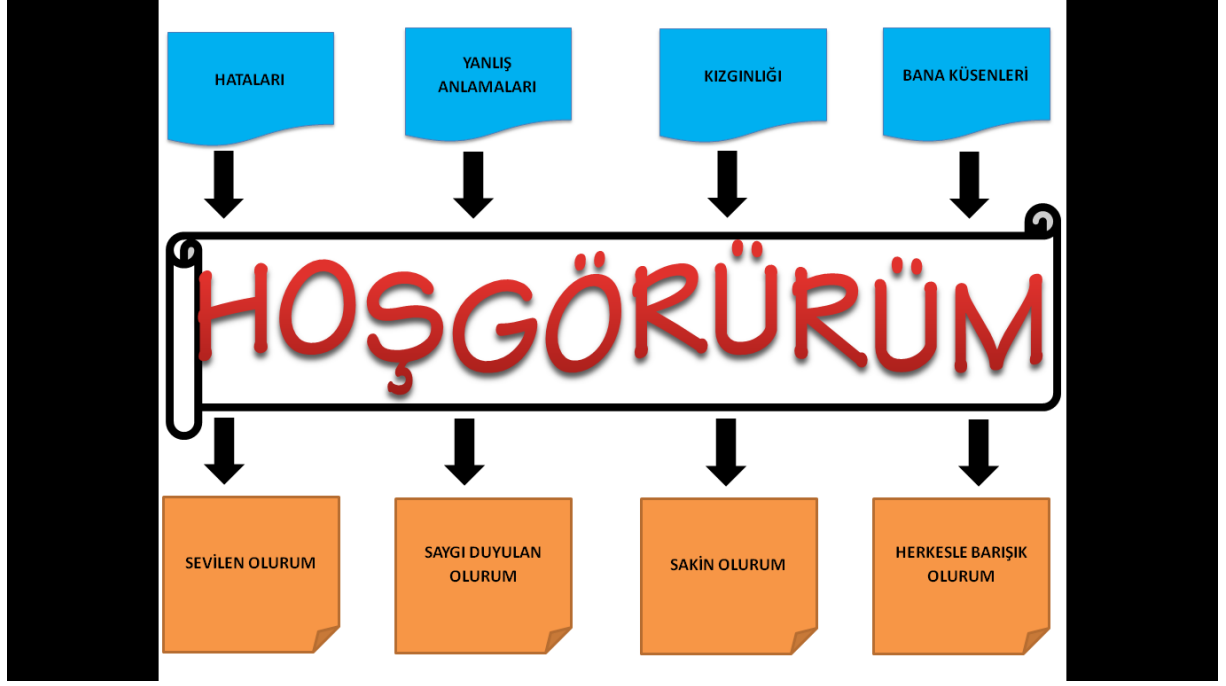 HATALARI
YANLIŞ
ANLAMALARI
KIZGINLIĞI
BANA KÜSENLERİ
HOŞGÖRÜRÜM
SEVİLEN OLURUM
SAYGI DUYULAN
OLURUM
SAKİN OLURUM
HERKESLE BARIŞIK
OLURUM